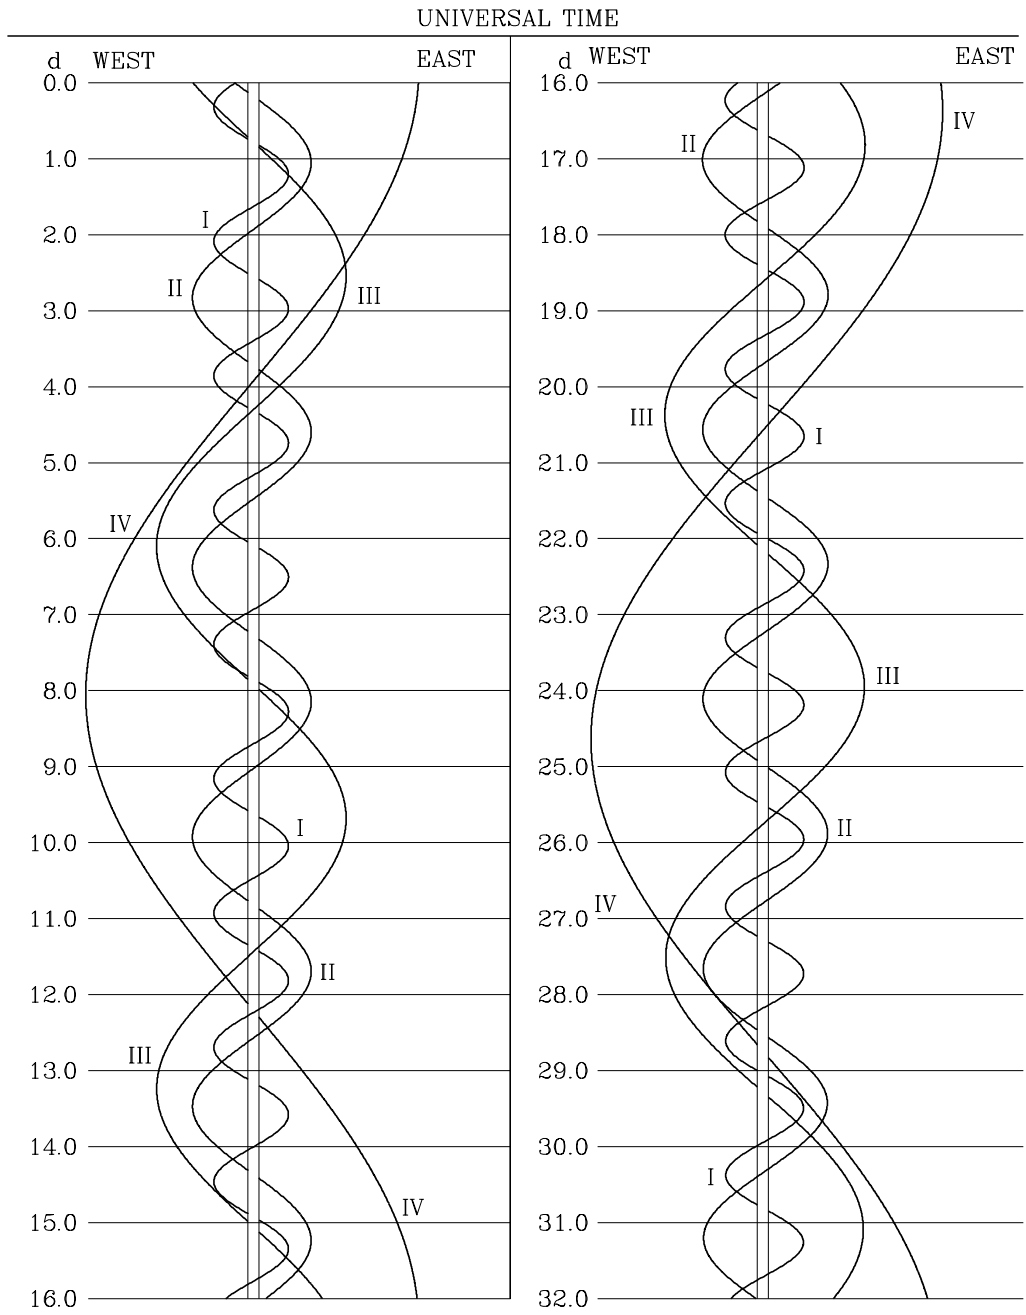 UNIVERSAL TIME
d WEST EAST
0.0
1.0
I
2.0
II
III
3.0
4.0
5.0
IV
6.0
7.0
8.0
9.0
I
10.0
11.0
II
12.0
III
13.0
14.0
IV
15.0
16.0
d WEST EAST
16.0
IV
II
17.0
18.0
19.0
20.0
III
I
21.0
22.0
23.0
III
24.0
25.0
II
26.0
IV
27.0
28.0
29.0
30.0
I
31.0
32.0